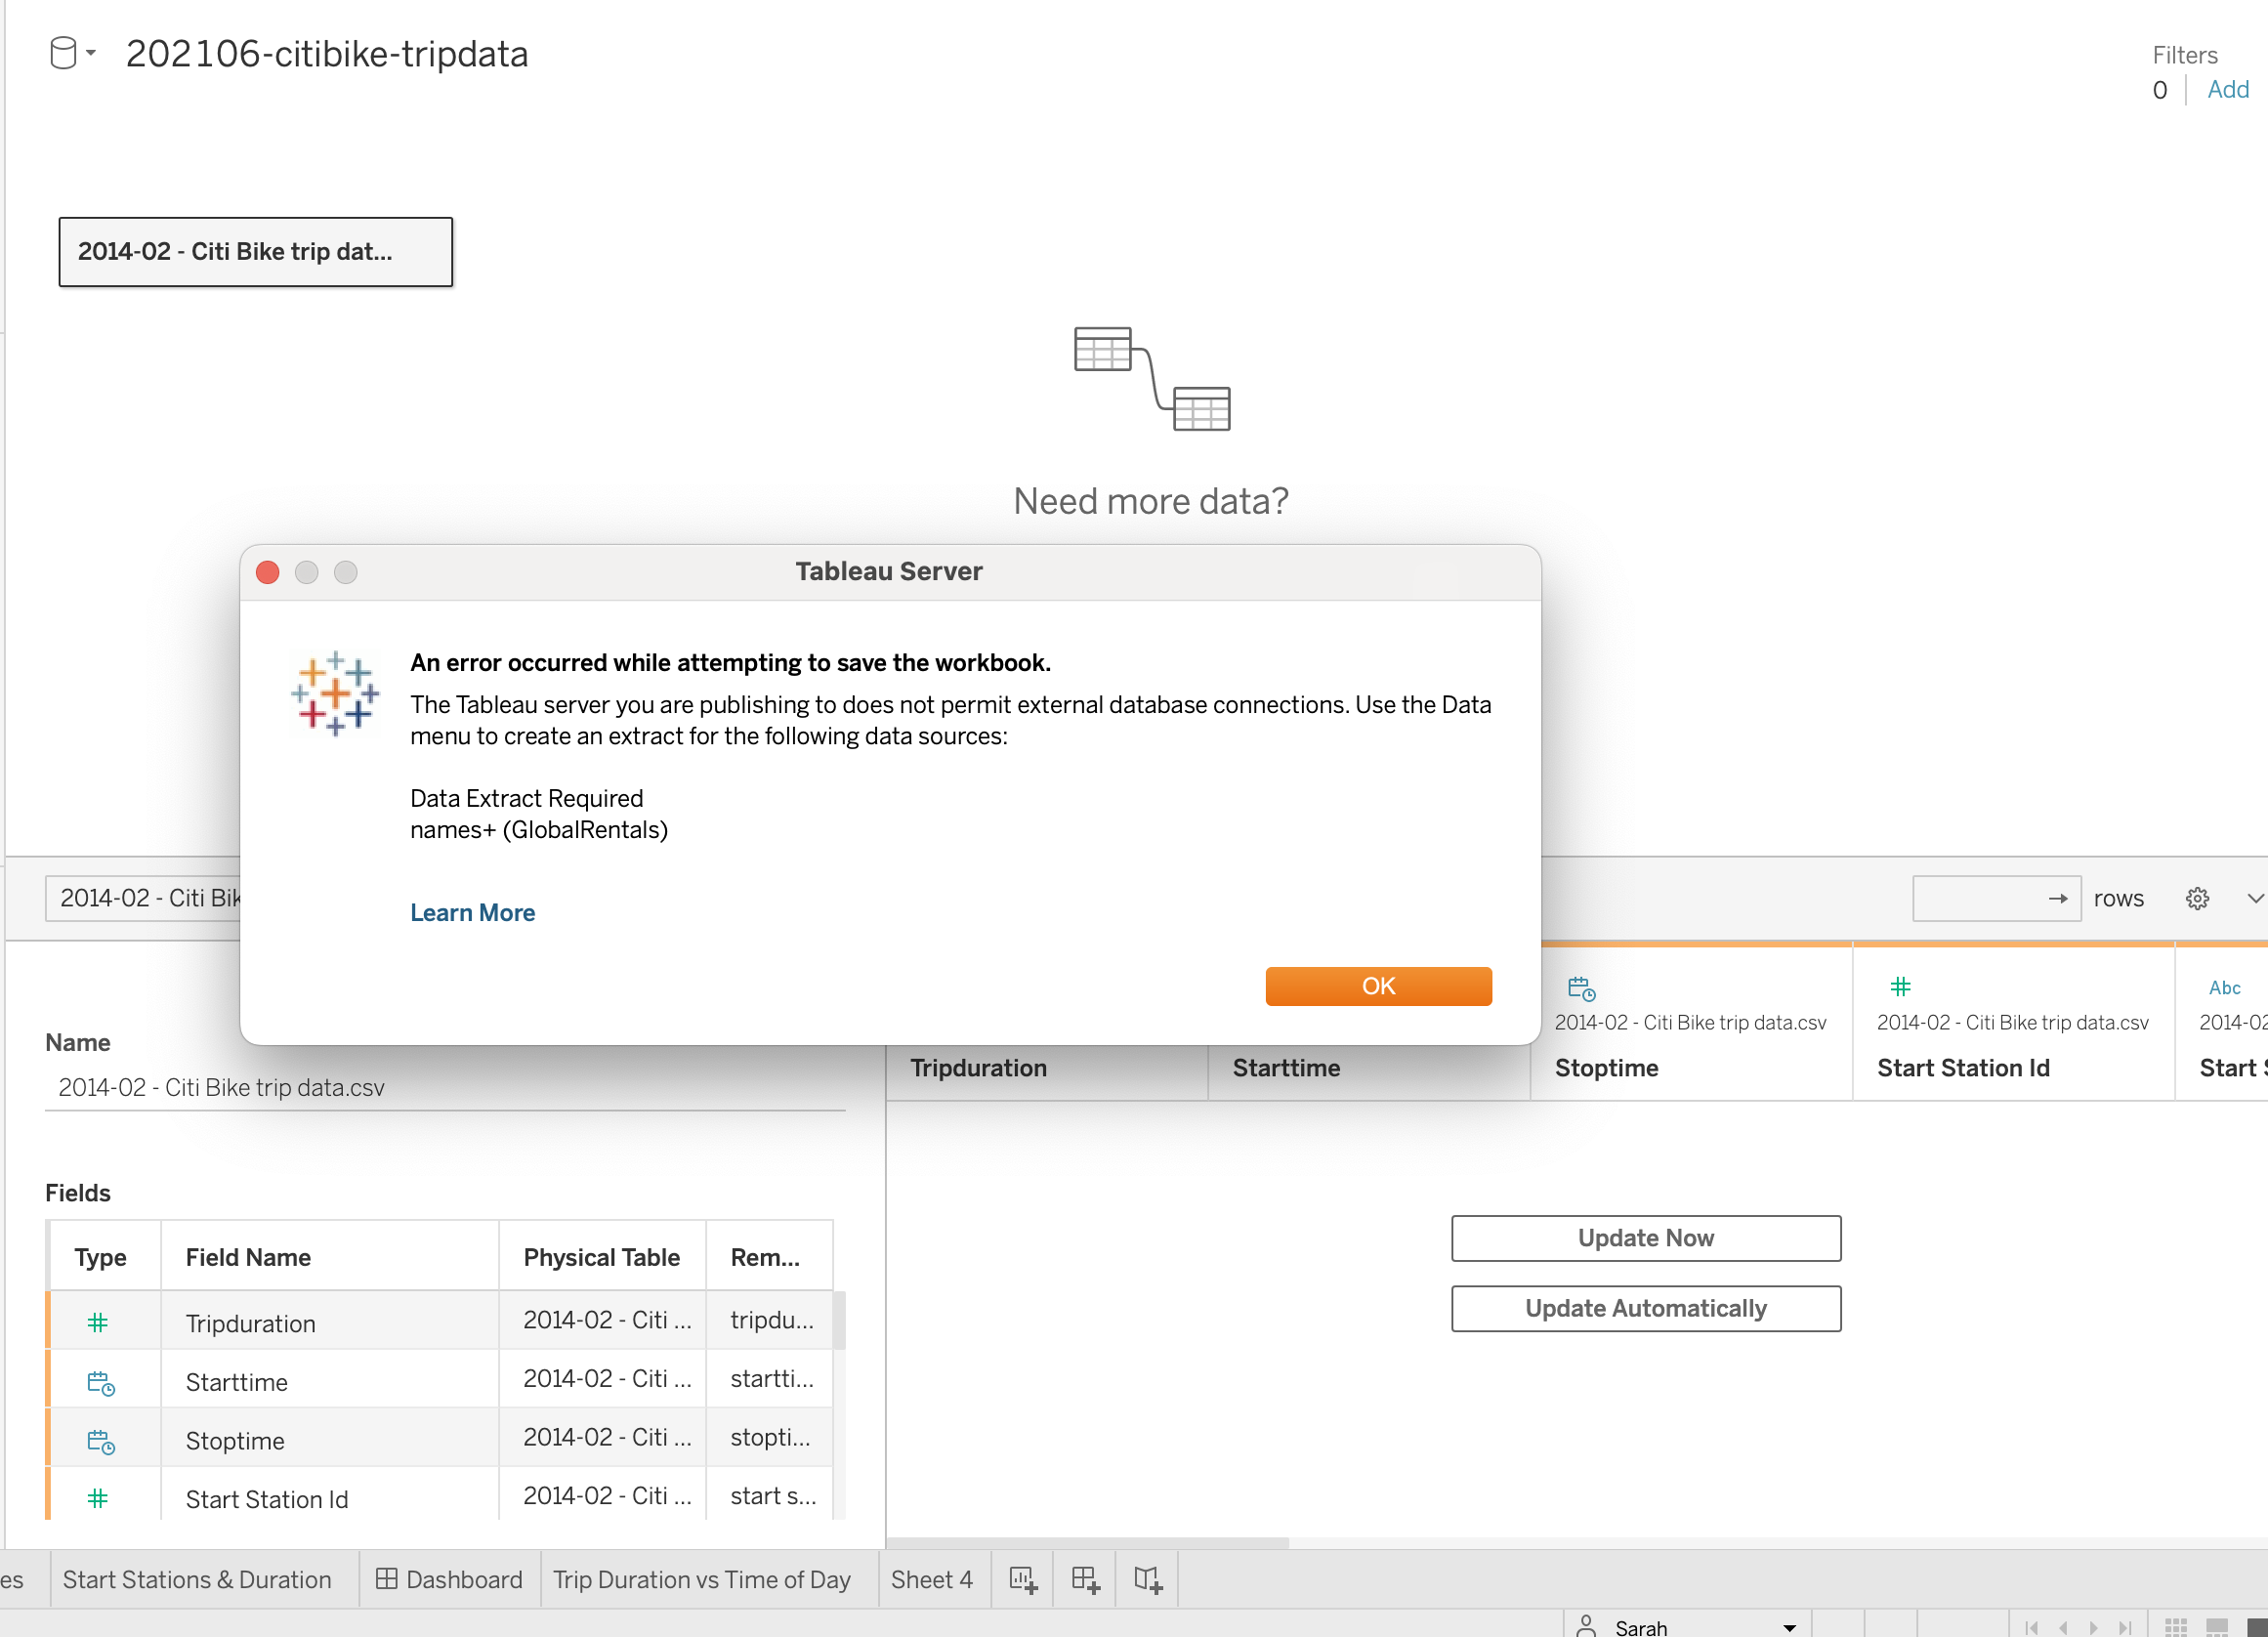 202106-citibike-tripdata
Filters
0 Add
2014-02 - Citi Bike trip dat...
Need more data?
Tableau Server
An error occurred while attempting to save the workbook.
The Tableau server you are publishing to does not permit external database connections. Use the Data
menu to create an extract for the following data sources:
Data Extract Required
names+ (GlobalRentals)
Learn More
OK
2014-02 - Citi Bik
rows
Name
2014-02 - Citi Bike trip data.csv
Fields
Type Field Name Physical Table Rem...
# Tripduration 2014-02 - Citi ... tripdu...
Starttime 2014-02 - Citi ... startti...
Stoptime 2014-02 - Citi ... stopti...
# Start Station Id 2014-02 - Citi ... start s...
# Abc
2014-02 - Citi Bike trip data.csv 2014-02 - Citi Bike trip data.csv 2014-02
Tripduration Starttime Stoptime Start Station Id Start S
Update Now
Update Automatically
es Start Stations & Duration Dashboard Trip Duration vs Time of Day Sheet 4
Sarah